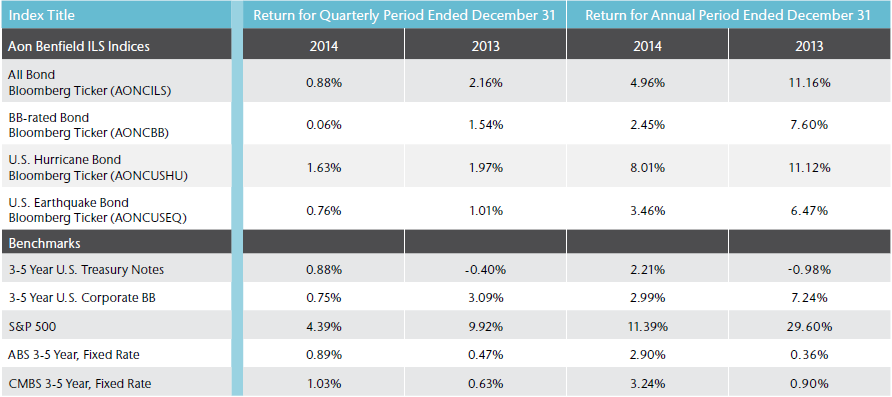 Index Title Return for Quarterly Period Ended December 31 Return for Annual Period Ended December 31
Aon Benfield ILS Indices 2014 2013 2014 2013
All Bond
Bloomberg Ticker (AONCILS) 0.88% 2.16% 4.96% 11.16%
BB-rated Bond
Bloomberg Ticker (AONCBB) 0.06% 1.54% 2.45% 7.60%
U.S. Hurricane Bond
Bloomberg Ticker (AONCUSHU) 1.63% 1.97% 8.01% 11.12%
U.S. Earthquake Bond
Bloomberg Ticker (AONCUSEQ) 0.76% 1.01% 3.46% 6.47%
Benchmarks
3-5 Year U.S. Treasury Notes 0.88% -0.40% 2.21% -0.98%
3-5 Year U.S. Corporate BB 0.75% 3.09% 2.99% 7.24%
S&P 500 4.39% 9.92% 11.39% 29.60%
ABS 3-5 Year, Fixed Rate 0.89% 0.47% 2.90% 0.36%
CMBS 3-5 Year, Fixed Rate 1.03% 0.63% 3.24% 0.90%